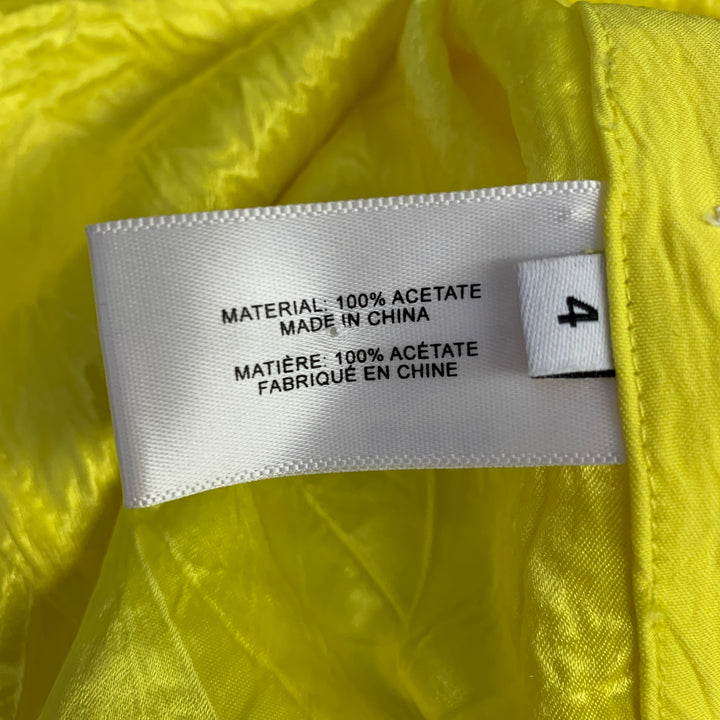 MATERIAL: 100% ACETATE
MADE IN CHINA
MATIÈRE: 100% ACÉTATE
FABRIQUÉ EN CHINE
4